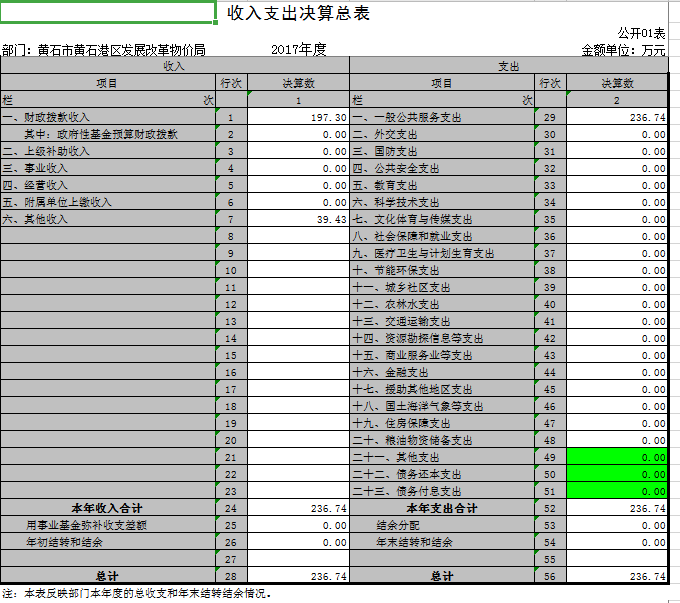 收入支出决算总表
公开01表
部门：黄石市黄石港区发展改革物价局 2017年度 金额单位：万元
收入 支出
项目 行次 决算数 项目 行次 决算数
栏 次 1 栏 次 2
一、财政拨款收入 1 197.30 一、一般公共服务支出 29 236.74
其中：政府性基金预算财政拨款 2 0.00 二、外交支出 30 0.00
二、上级补助收入 3 0.00 三、国防支出 31 0.00
三、事业收入 4 0.00 四、公共安全支出 32 0.00
四、经营收入 5 0.00 五、教育支出 33 0.00
五、附属单位上缴收入 6 0.00 六、科学技术支出 34 0.00
六、其他收入 7 39.43 七、文化体育与传媒支出 35 0.00
8 八、社会保障和就业支出 36 0.00
9 九、医疗卫生与计划生育支出 37 0.00
10 十、节能环保支出 38 0.00
11 十一、城乡社区支出 39 0.00
12 十二、农林水支出 40 0.00
13 十三、交通运输支出 41 0.00
14 十四、资源勘探信息等支出 42 0.00
15 十五、商业服务业等支出 43 0.00
16 十六、金融支出 44 0.00
17 十七、援助其他地区支出 45 0.00
18 十八、国土海洋气象等支出 46 0.00
19 十九、住房保障支出 47 0.00
20 二十、粮油物资储备支出 48 0.00
21 二十一、其他支出 49 0.00
22 二十二、债务还本支出 50 0.00
23 二十三、债务付息支出 51 0.00
本年收入合计 24 236.74 本年支出合计 52 236.74
用事业基金弥补收支差额 25 0.00 结余分配 53 0.00
年初结转和结余 26 0.00 年末结转和结余 54 0.00
27 55
总计 28 236.74 总计 56 236.74
注：本表反映部门本年度的总收支和年末结转结余情况。